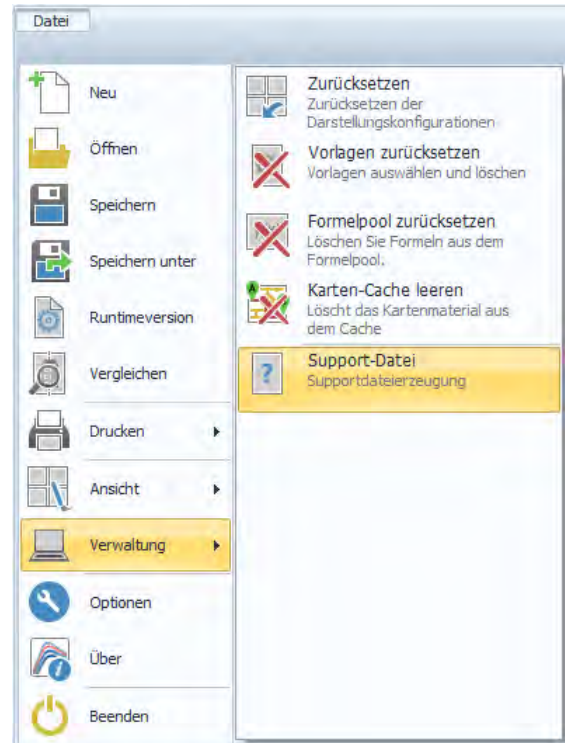 Datei
Neu
Öffnen
Speichern
Speichern unter
Runtimeversion
Vergleichen
Drucken
Ansicht
Verwaltung
Optionen
Über
Beenden
Zurücksetzen
Zurücksetzen der
Darstellungskonfigurationen
Vorlagen zurücksetzen
Vorlagen auswählen und löschen
Formelpool zurücksetzen
Löschen Sie Formeln aus dem
Formelpool.
Karten-Cache leeren
Löscht das Kartenmaterial aus
dem Cache
Support-Datei
Supportdateierzeugung